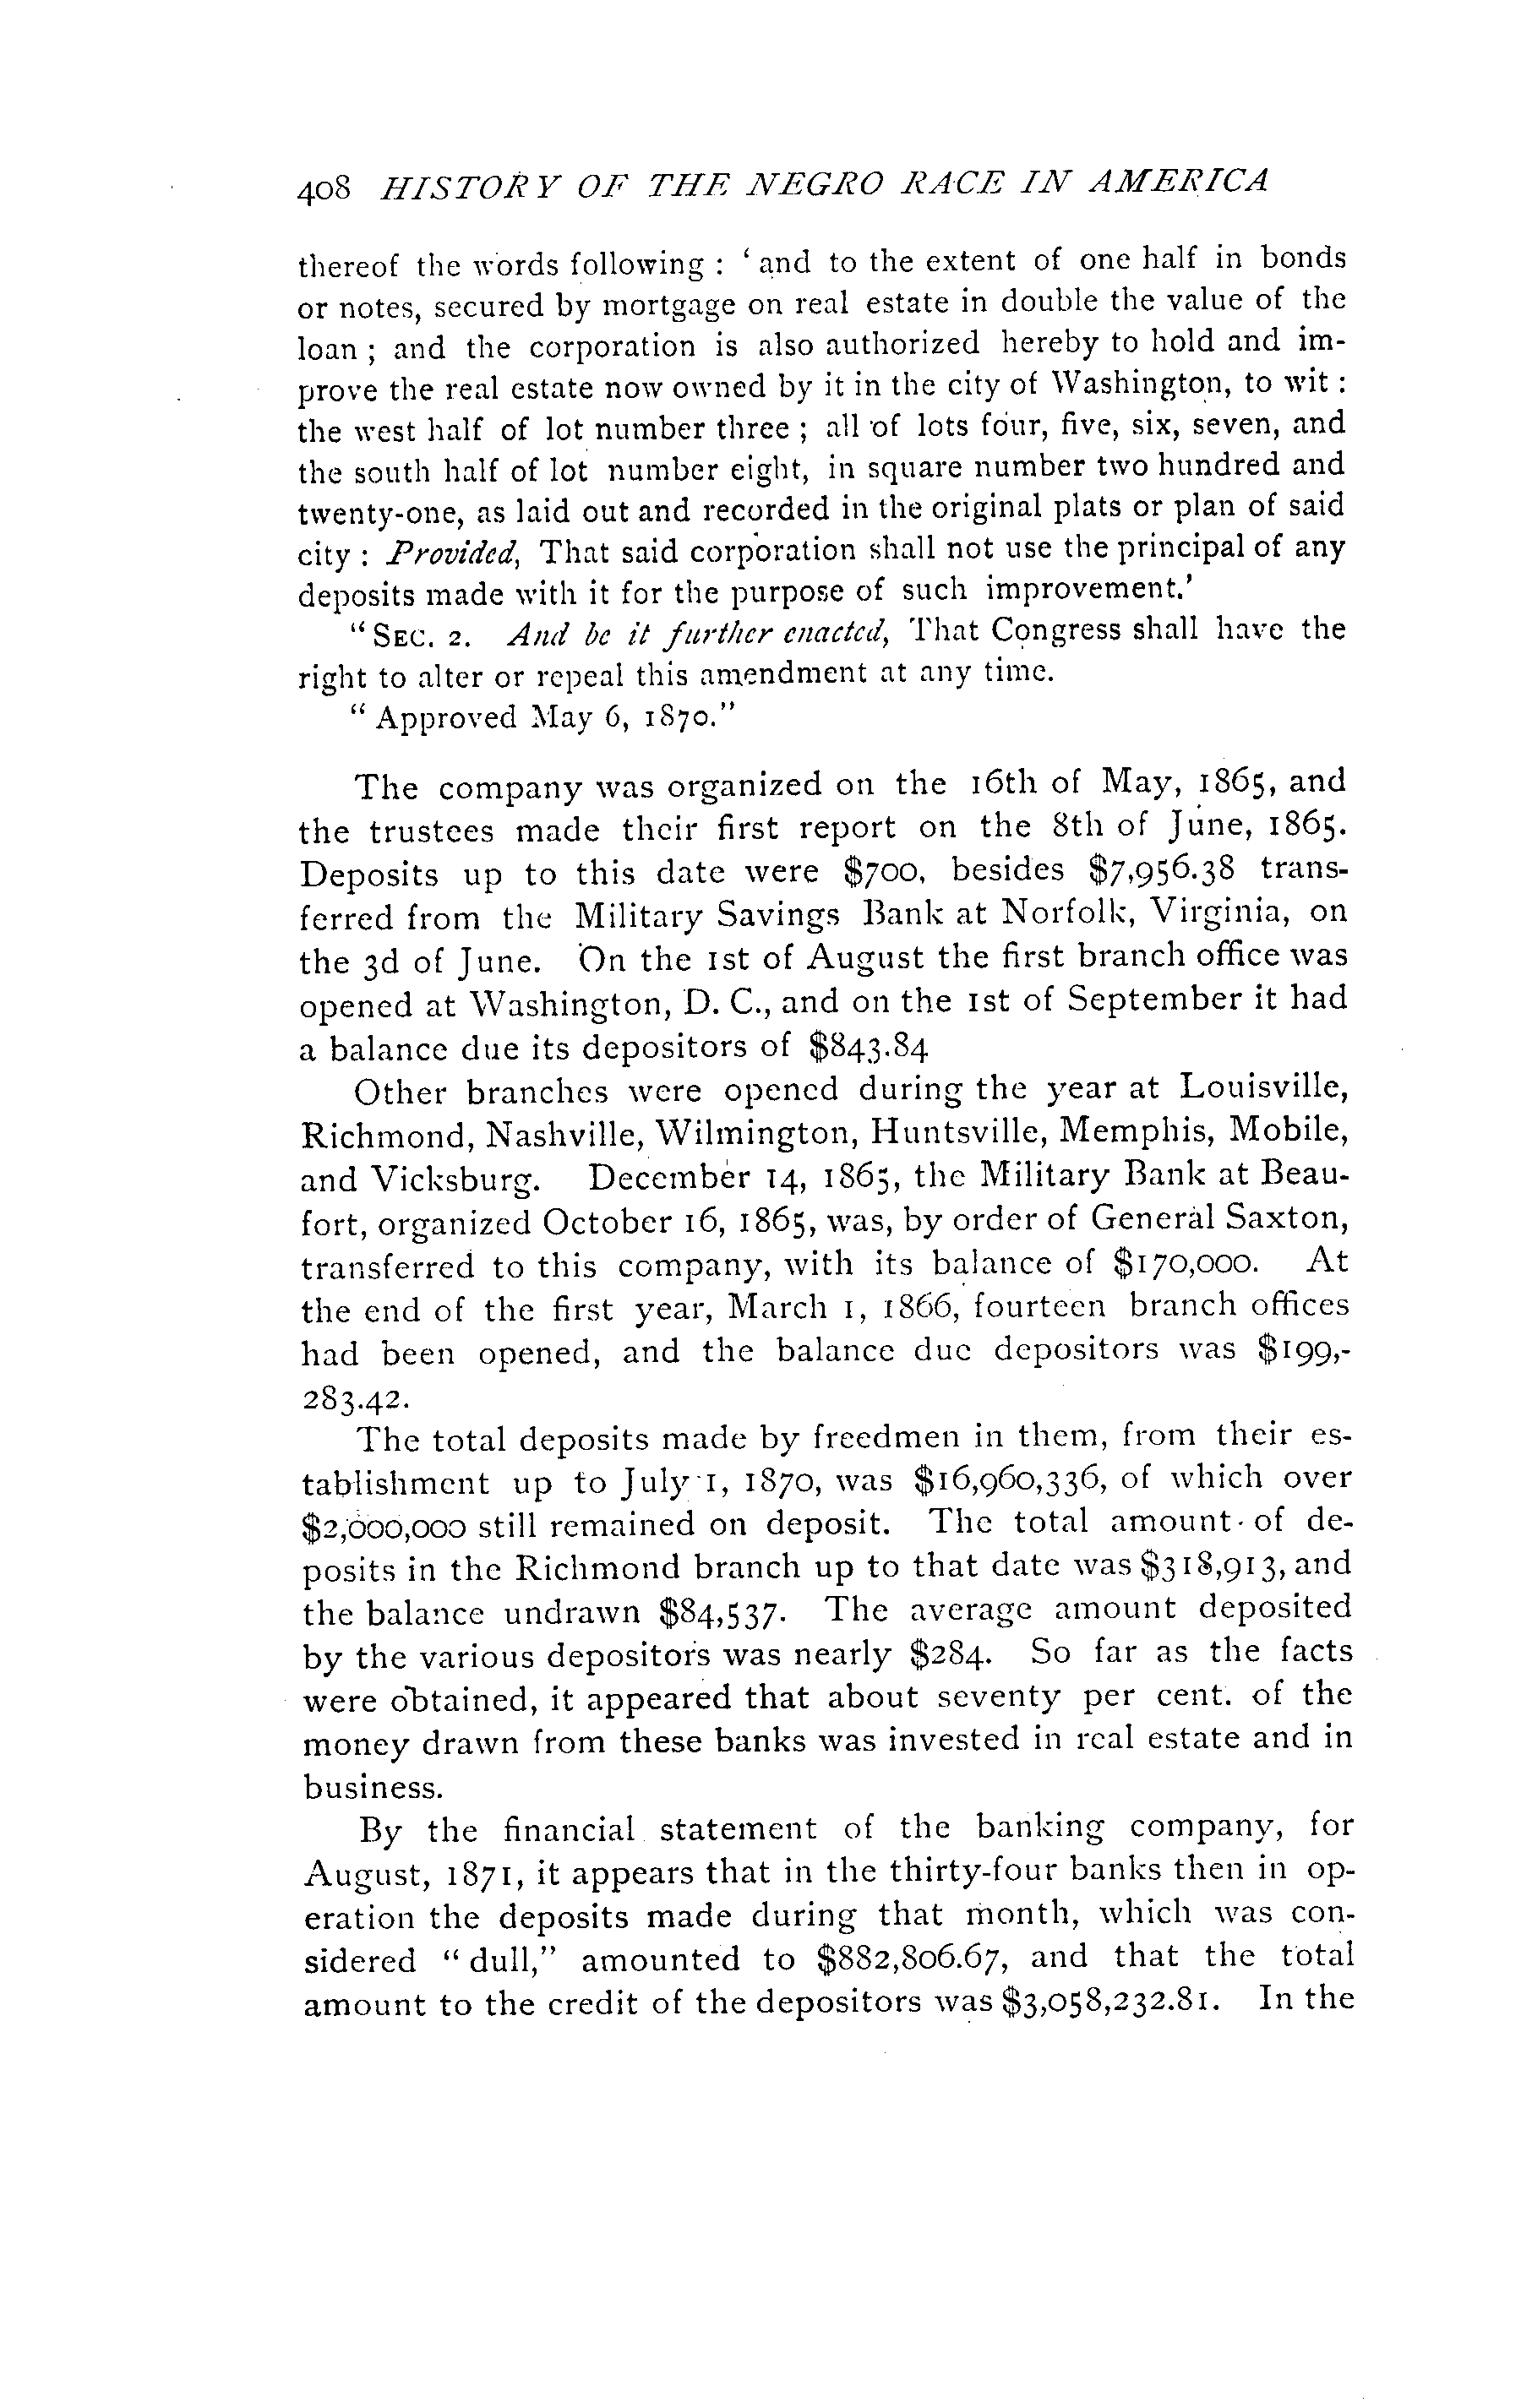 408 HISTORY OF THE NEGRO RACE IN AMERICA
thereof the words following : ‘ and to the extent of one half in bonds
or notes, secured by mortgage on real estate in double the value of the
loan ; and the corporation is also authorized hereby to hold and im-
prove the real estate now owned by it in the city of Washington, to wit :
the west half of lot number three ; all of lots four, five, six, seven, and
the south half of lot number eight, in square number two hundred and
twenty-one, as laid out and recorded in the original plats or plan of said
city : Provided, That said corporation shall not use the principal of any
deposits made with it for the purpose of such improvement.’
“ SEC. 2. And be it further enacted, That Congress shall have the
right to alter or repeal this amendment at any time.
“ Approved May 6, 1870.”
The company was organized on the 16th of May, 1865, and
the trustees made their first report on the 8th of June, 1865.
Deposits up to this date were $700, besides $7,956.38 trans-
ferred from the Military Savings Bank at Norfolk, Virginia, on
the 3d of June. On the 1st of August the first branch office was
opened at Washington, D. C., and on the 1st of September it had
a balance due its depositors of $843.84
Other branches were opened during the year at Louisville,
Richmond, Nashville, Wilmington, Huntsville, Memphis, Mobile,
and Vicksburg. December 14, 1865, the Military Bank at Beau-
fort, organized October 16, 1865, was, by order of General Saxton,
transferred to this company, with its balance of $170,000. At
the end of the first year, March 1, 1866, fourteen branch offices
had been opened, and the balance due depositors was $199,-
283.42.
The total deposits made by freedmen in them, from their es-
tablishment up to July 1, 1870, was $16,960,336, of which over
$2,000,000 still remained on deposit. The total amount of de-
posits in the Richmond branch up to that date was $318,913, and
the balance undrawn $84,537. The average amount deposited
by the various depositors was nearly $284. So far as the facts
were obtained, it appeared that about seventy per cent. of the
money drawn from these banks was invested in real estate and in
business.
By the financial statement of the banking company, for
August, 1871, it appears that in the thirty-four banks then in op-
eration the deposits made during that month, which was con-
sidered “ dull,” amounted to $882,806.67, and that the total
amount to the credit of the depositors was $3,058,232.81. In the